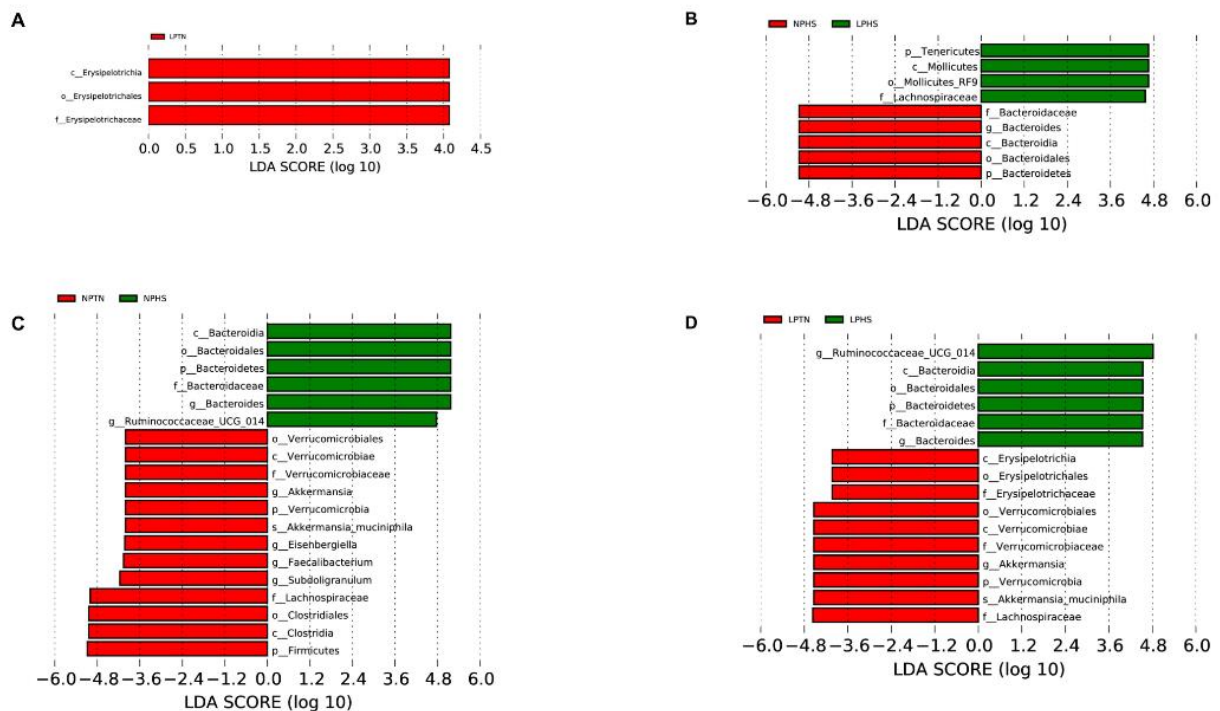 A
LPTN
c__Erysipelotrichia
o__Erysipelotrichales
f__Erysipelotrichaceae
0.0 0.5 1.0 1.5 2.0 2.5 3.0 3.5 4.0 4.5
LDA SCORE (log 10)
B
NPHS LPHS
p__Tenericutes
c__Mollicutes
o__Mollicutes_RF9
f__Lachnospiraceae
f__Bacteroidaceae
g__Bacteroides
c__Bacteroidia
o__Bacteroidales
p__Bacteroidetes
−6.0 −4.8 −3.6 −2.4 −1.2 0.0 1.2 2.4 3.6 4.8 6.0
LDA SCORE (log 10)
C
NPTN NPHS
c__Bacteroidia
o__Bacteroidales
p__Bacteroidetes
f__Bacteroidaceae
g__Bacteroides
g__Ruminococcaceae_UCG_014
o__Verrucomicrobiales
c__Verrucomicrobiae
f__Verrucomicrobiaceae
g__Akkermansia
p__Verrucomicrobia
s__Akkermansia_muciniphila
g__Eisenbergiella
g__Faecalibacterium
g__Subdoligranulum
f__Lachnospiraceae
o__Clostridiales
c__Clostridia
p__Firmicutes
−6.0 −4.8 −3.6 −2.4 −1.2 0.0 1.2 2.4 3.6 4.8 6.0
LDA SCORE (log 10)
D
LPTN LPHS
g__Ruminococcaceae_UCG_014
c__Bacteroidia
o__Bacteroidales
p__Bacteroidetes
f__Bacteroidaceae
g__Bacteroides
c__Erysipelotrichia
o__Erysipelotrichales
f__Erysipelotrichaceae
o__Verrucomicrobiales
c__Verrucomicrobiae
f__Verrucomicrobiaceae
g__Akkermansia
p__Verrucomicrobia
s__Akkermansia_muciniphila
f__Lachnospiraceae
−6.0 −4.8 −3.6 −2.4 −1.2 0.0 1.2 2.4 3.6 4.8 6.0
LDA SCORE (log 10)